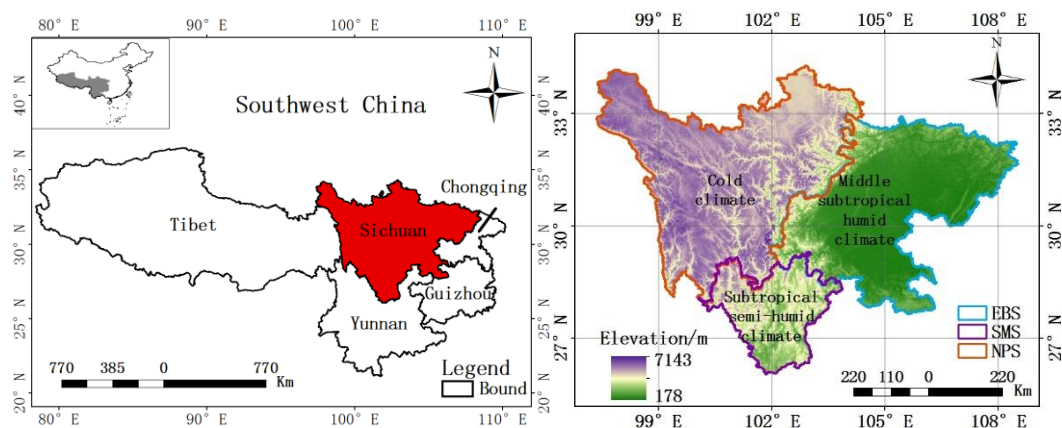 80° E
90° E
100° E
110° E
N
Southwest China
40° N
35° N
30° N
25° N
20° N
40° N
35° N
30° N
25° N
20° N
Chongqing
Tibet
Sichuan
Guizhou
Yunnan
770 385 0 770
Km
Legend
Bound
80° E
90° E
100° E
110° E
99° E
102° E
105° E
108° E
N
33° N
30° N
27° N
33° N
30° N
27° N
Cold
climate
Middle
subtropical
humid
climate
Subtropical
semi-humid
climate
EBS
SMS
NPS
Elevation/m
7143
178
220 110 0 220
Km
99° E
102° E
105° E
108° E